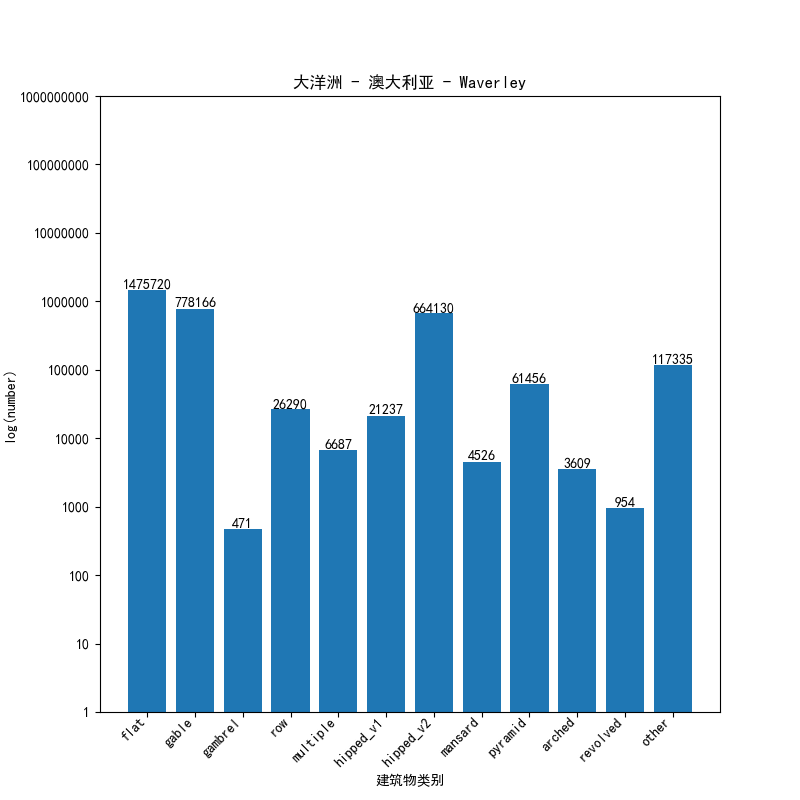 大洋洲 - 澳大利亚 - Waverley
log(number)
1000000000
100000000
10000000
1000000
100000
10000
1000
100
10
1
1475720
778166
471
26290
6687
21237
664130
4526
61456
3609
954
117335
flat
gable
gambrel
row
multiple
hipped_v1
hipped_v2
mansard
pyramid
arched
revolved
other
建筑物类别